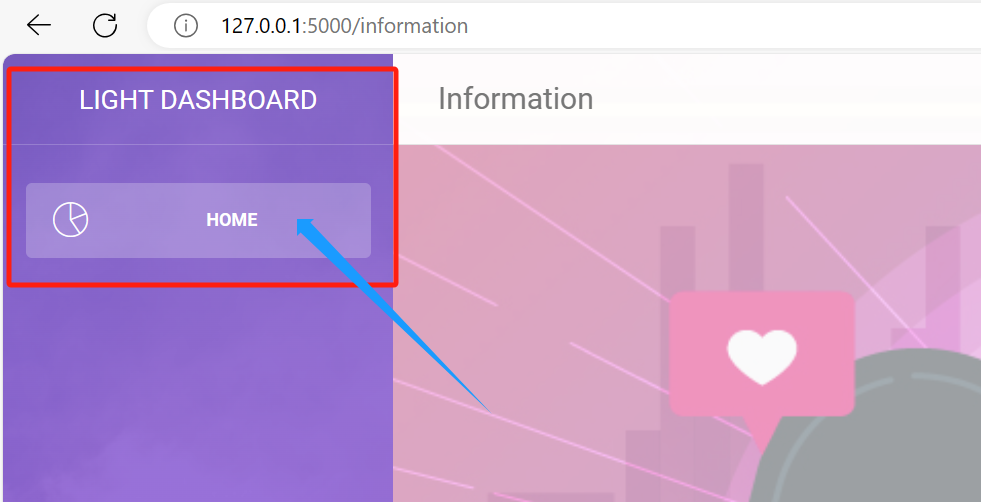 127.0.0.1:5000/information
LIGHT DASHBOARD
Information
HOME